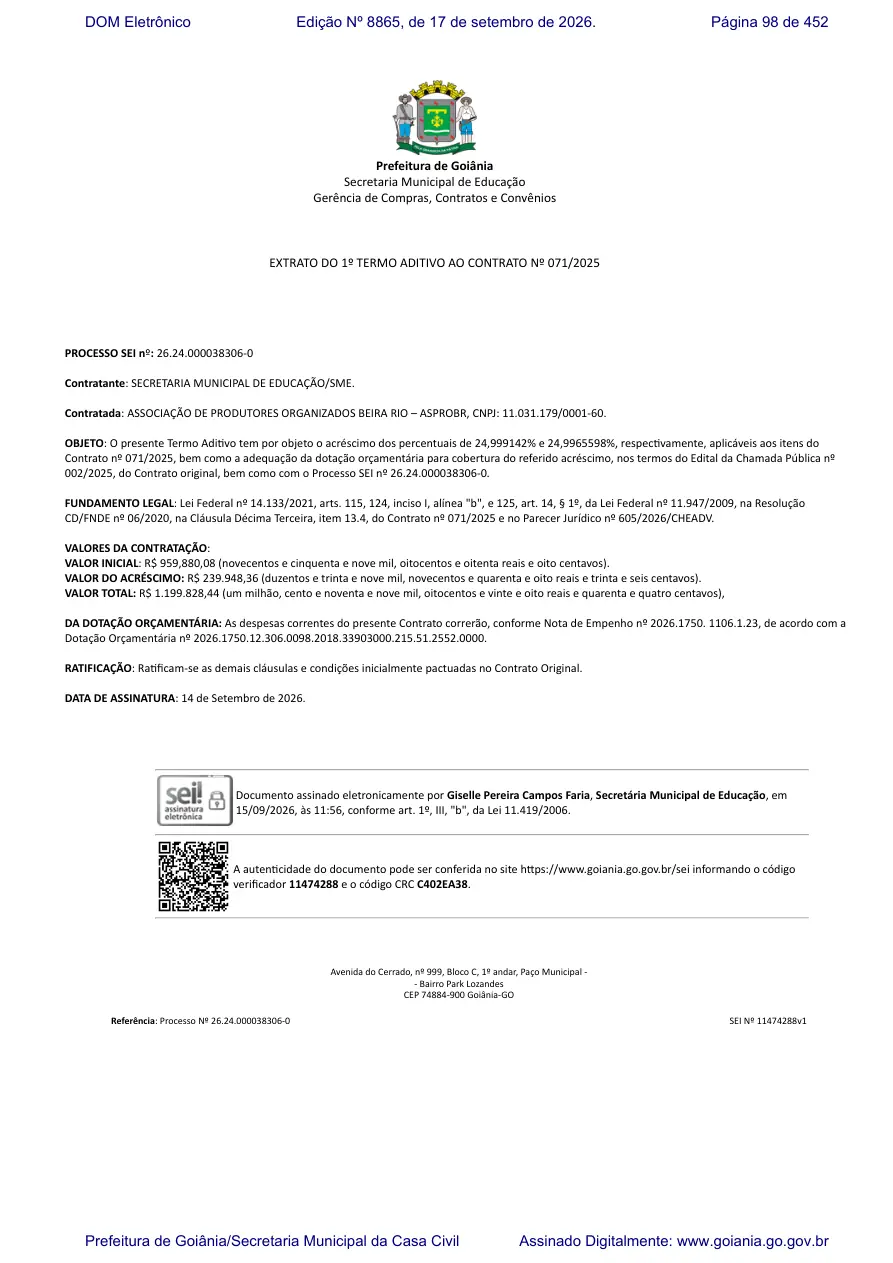 DOM Eletrônico Edição Nº 8865, de 17 de setembro de 2026. Página 98 de 452
Prefeitura de Goiânia
Secretaria Municipal de Educação
Gerência de Compras, Contratos e Convênios
EXTRATO DO 1º TERMO ADITIVO AO CONTRATO Nº 071/2025
PROCESSO SEI nº: 26.24.000038306-0
Contratante: SECRETARIA MUNICIPAL DE EDUCAÇÃO/SME.
Contratada: ASSOCIAÇÃO DE PRODUTORES ORGANIZADOS BEIRA RIO – ASPROBR, CNPJ: 11.031.179/0001-60.
OBJETO: O presente Termo Aditivo tem por objeto o acréscimo dos percentuais de 24,999142% e 24,9965598%, respectivamente, aplicáveis aos itens do
Contrato nº 071/2025, bem como a adequação da dotação orçamentária para cobertura do referido acréscimo, nos termos do Edital da Chamada Pública nº
002/2025, do Contrato original, bem como com o Processo SEI nº 26.24.000038306-0.
FUNDAMENTO LEGAL: Lei Federal nº 14.133/2021, arts. 115, 124, inciso I, alínea "b", e 125, art. 14, § 1º, da Lei Federal nº 11.947/2009, na Resolução
CD/FNDE nº 06/2020, na Cláusula Décima Terceira, item 13.4, do Contrato nº 071/2025 e no Parecer Jurídico nº 605/2026/CHEADV.
VALORES DA CONTRATAÇÃO:
VALOR INICIAL: R$ 959,880,08 (novecentos e cinquenta e nove mil, oitocentos e oitenta reais e oito centavos).
VALOR DO ACRÉSCIMO: R$ 239.948,36 (duzentos e trinta e nove mil, novecentos e quarenta e oito reais e trinta e seis centavos).
VALOR TOTAL: R$ 1.199.828,44 (um milhão, cento e noventa e nove mil, oitocentos e vinte e oito reais e quarenta e quatro centavos),
DA DOTAÇÃO ORÇAMENTÁRIA: As despesas correntes do presente Contrato correrão, conforme Nota de Empenho nº 2026.1750. 1106.1.23, de acordo com a
Dotação Orçamentária nº 2026.1750.12.306.0098.2018.33903000.215.51.2552.0000.
RATIFICAÇÃO: Ratificam-se as demais cláusulas e condições inicialmente pactuadas no Contrato Original.
DATA DE ASSINATURA: 14 de Setembro de 2026.
sei!
assinatura
eletrônica
Documento assinado eletronicamente por Giselle Pereira Campos Faria, Secretária Municipal de Educação, em
15/09/2026, às 11:56, conforme art. 1º, III, "b", da Lei 11.419/2006.
A autenticidade do documento pode ser conferida no site https://www.goiania.go.gov.br/sei informando o código
verificador 11474288 e o código CRC C402EA38.
Avenida do Cerrado, nº 999, Bloco C, 1º andar, Paço Municipal -
- Bairro Park Lozandes
CEP 74884-900 Goiânia-GO
Referência: Processo Nº 26.24.000038306-0 SEI Nº 11474288v1
Prefeitura de Goiânia/Secretaria Municipal da Casa Civil Assinado Digitalmente: www.goiania.go.gov.br